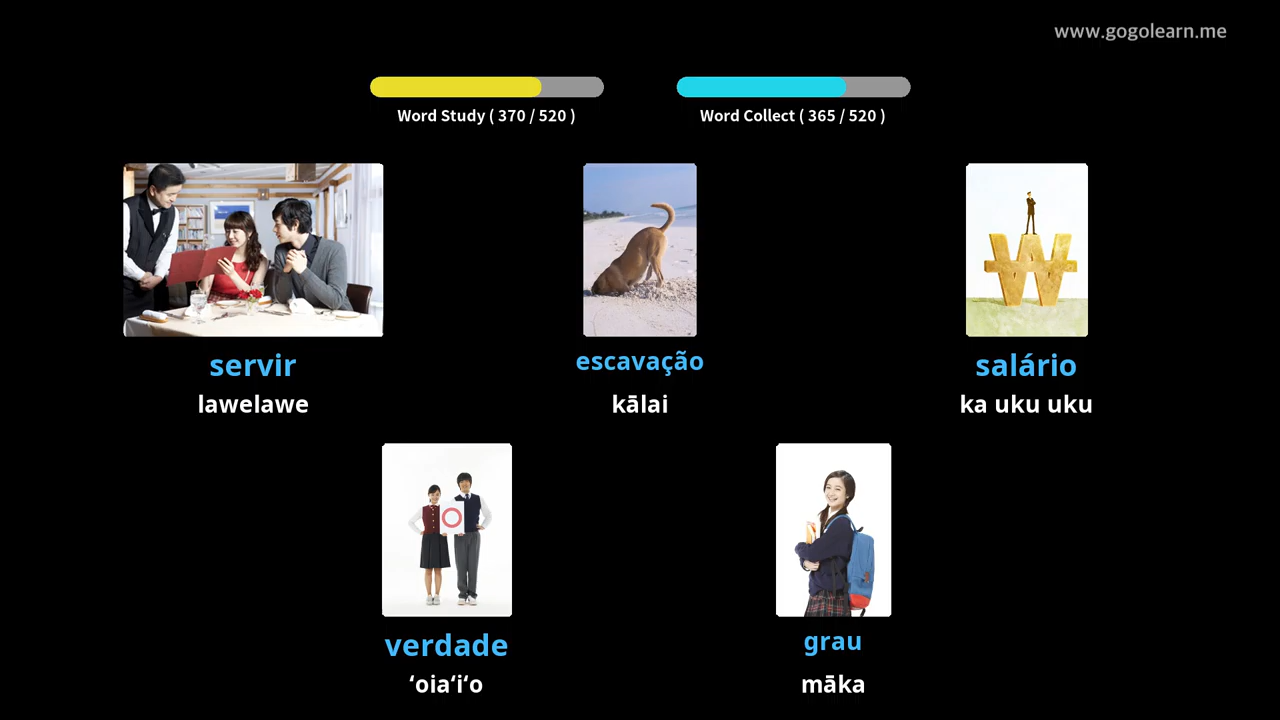 www.gogolearn.me
Word Study ( 370 / 520 )
Word Collect ( 365 / 520 )
servir
lawelawe
escavação
kālai
salário
ka uku uku
verdade
ʻoiaʻiʻo
grau
māka